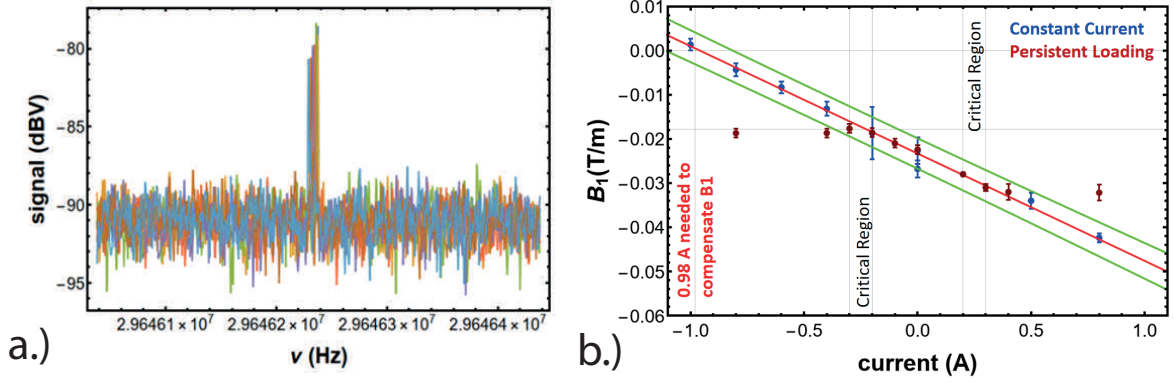 −80
−85
−90
−95
signal (dBV)
2.96461 × 10⁷
2.96462 × 10⁷
2.96463 × 10⁷
2.96464 × 10⁷
ν (Hz)
a.)
0.01
0.00
−0.01
−0.02
−0.03
−0.04
−0.05
−0.06
B₁(T/m)
Constant Current
Persistent Loading
Critical Region
Critical Region
0.98 A needed to
compensate B1
−1.0
−0.5
0.0
0.5
1.0
current (A)
b.)